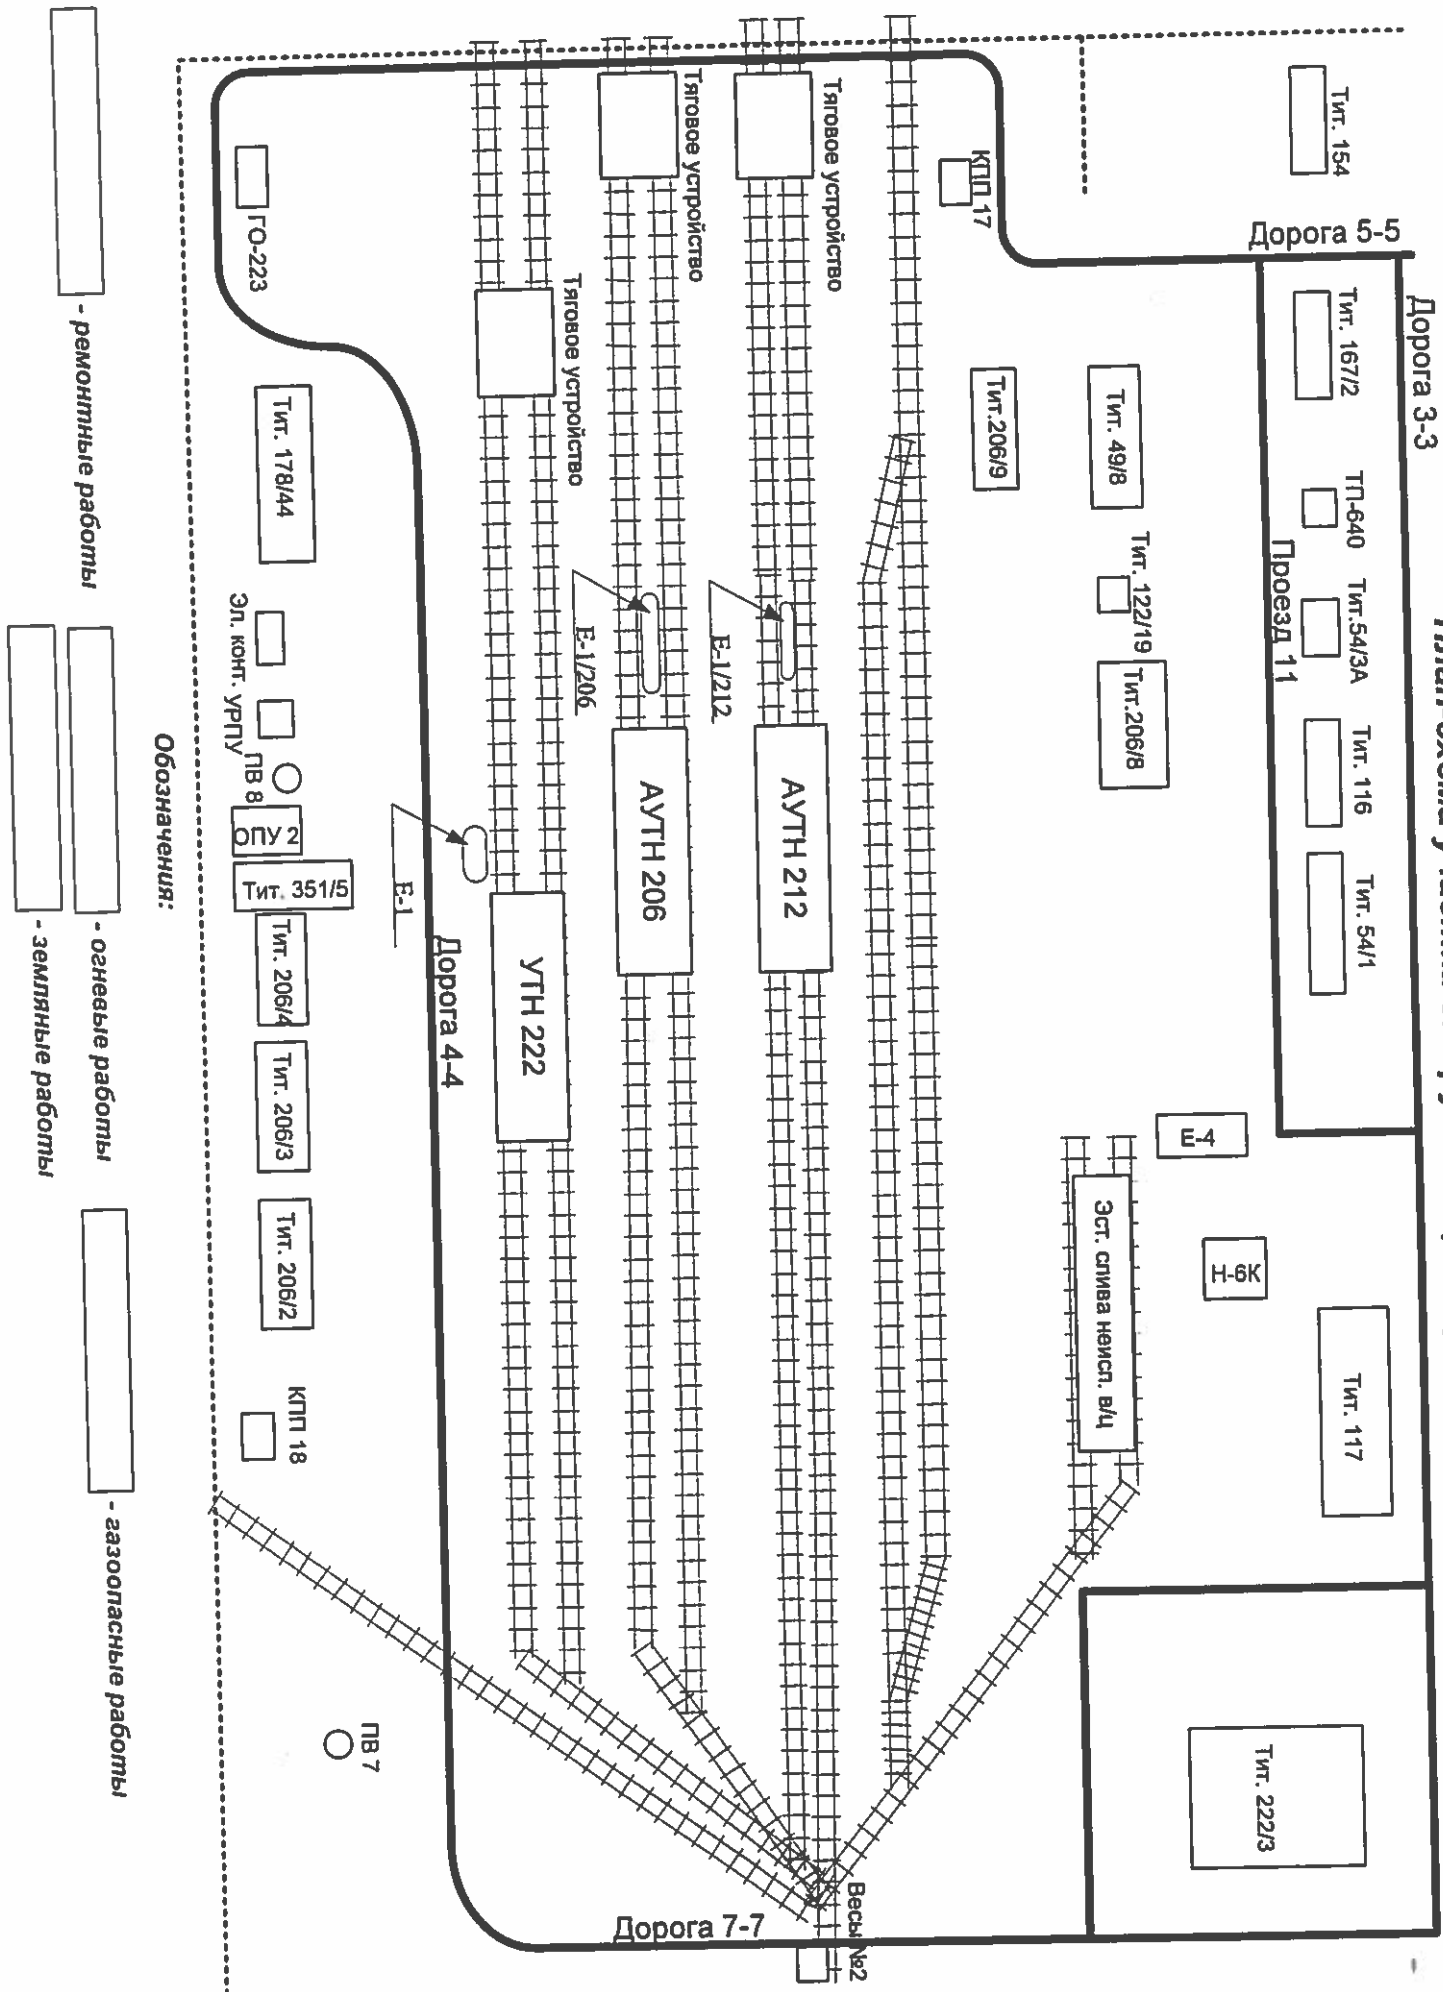 Дорога 3-3
Дорога 5-5
Тит. 154
Тит. 167/2
ТП-640
Тит.54/3А
Тит. 116
Тит. 54/1
Проезд 11
Тит. 117
Тит. 222/3
КПП 17
Тит.206/9
Тит. 49/8
Тит. 122/19
Тит.206/8
Е-4
Н-6К
Эст. слива неисп. в/ц
Тяговое устройство
Е-1/212
АУТН 212
Весы №2
Тяговое устройство
Е-1/206
АУТН 206
Дорога 7-7
Тяговое устройство
УТН 222
Е-1
Дорога 4-4
ГО-223
Тит. 178/44
Эл. конт. УРПУ
ПВ 8
ОПУ 2
Тит. 351/5
Тит. 206/4
Тит. 206/3
Тит. 206/2
КПП 18
ПВ 7
Обозначения:
- ремонтные работы
- огневые работы
- газоопасные работы
- земляные работы